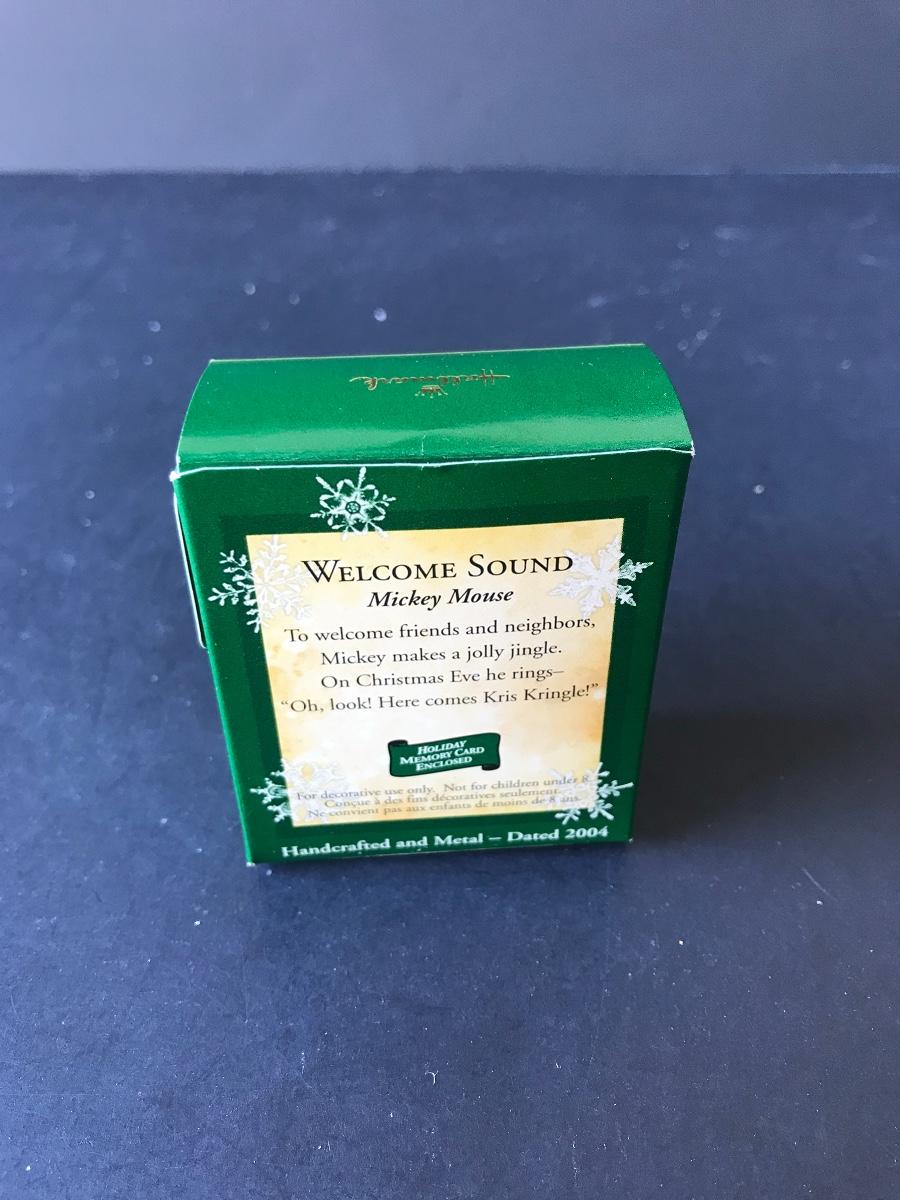 Hallmark
WELCOME SOUND
Mickey Mouse
To welcome friends and neighbors,
Mickey makes a jolly jingle.
On Christmas Eve he rings–
“Oh, look! Here comes Kris Kringle!”
HOLIDAY
MEMORY CARD
ENCLOSED
For decorative use only. Not for children under 8.
Conçue à des fins décoratives seulement.
Ne convient pas aux enfants de moins de 8 ans.
Handcrafted and Metal – Dated 2004